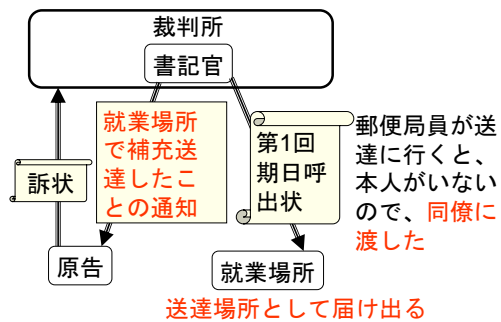 裁判所
書記官
就業場所
で補充送
達したこ
との通知
第1回
期日呼
出状
郵便局員が送
達に行くと、
本人がいない
ので、同僚に
渡した
訴状
原告
就業場所
送達場所として届け出る